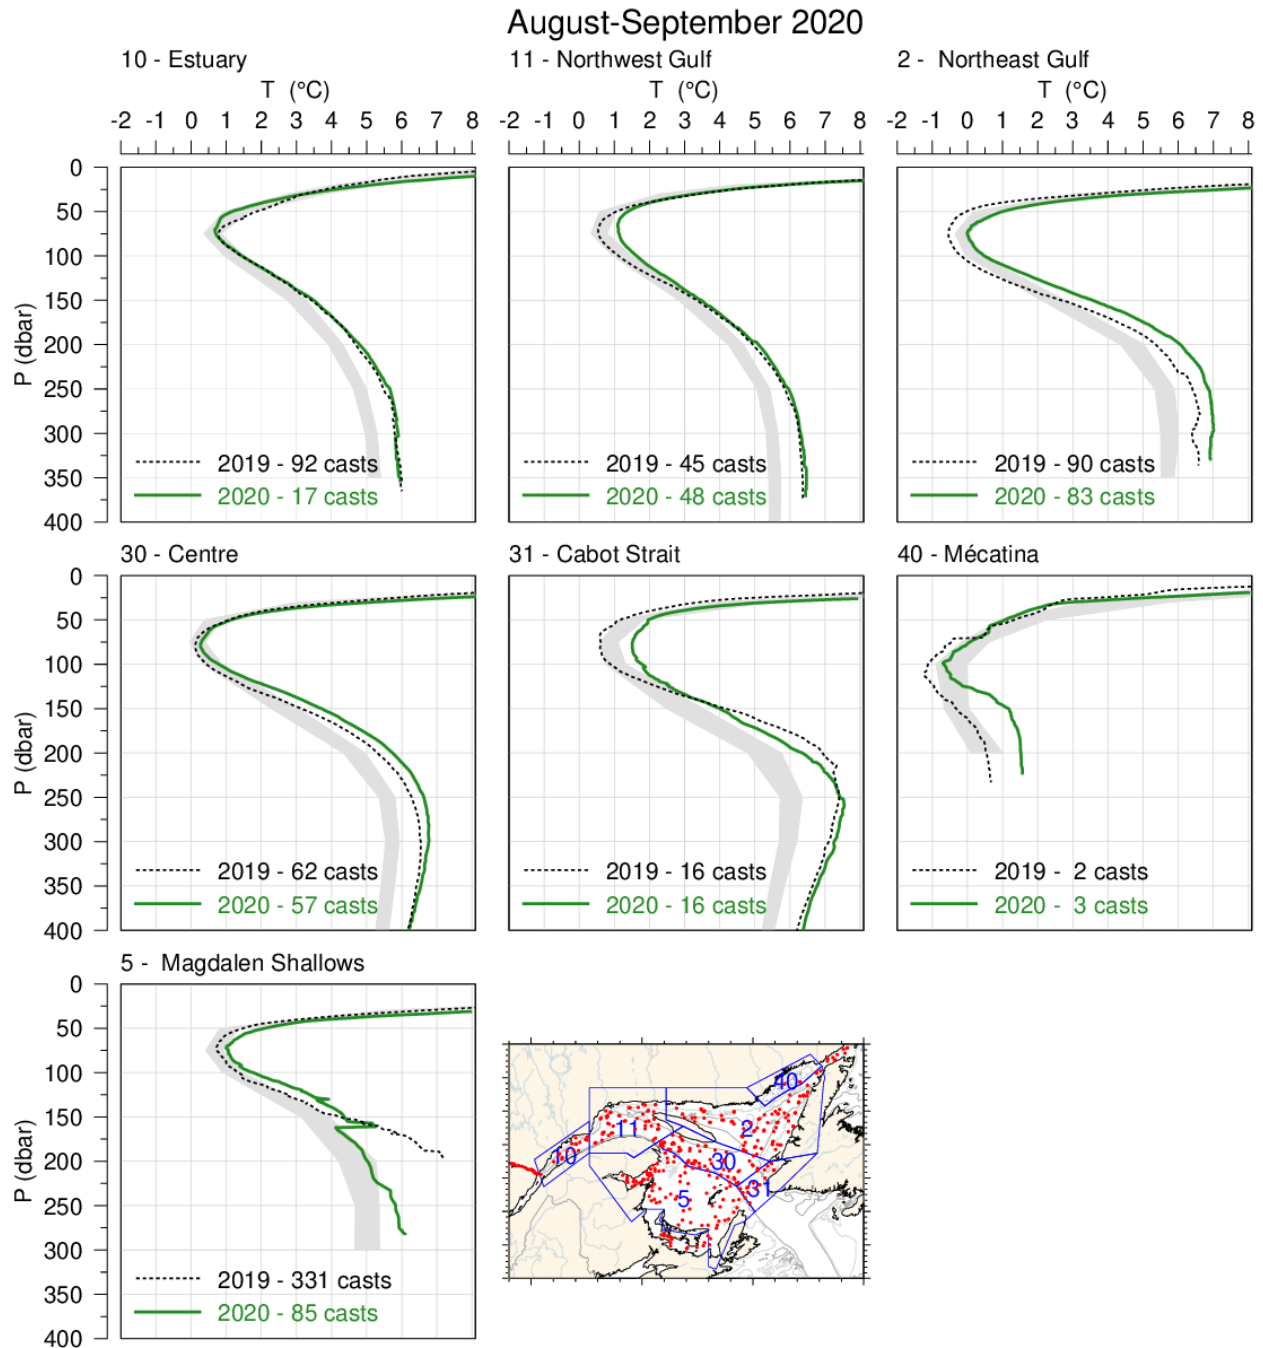 August-September 2020
10 - Estuary
11 - Northwest Gulf
2 - Northeast Gulf
T (°C)
T (°C)
T (°C)
-2 -1 0 1 2 3 4 5 6 7 8
-2 -1 0 1 2 3 4 5 6 7 8
-2 -1 0 1 2 3 4 5 6 7 8
P (dbar)
0
50
100
150
200
250
300
350
400
2019 - 92 casts
2020 - 17 casts
2019 - 45 casts
2020 - 48 casts
2019 - 90 casts
2020 - 83 casts
30 - Centre
31 - Cabot Strait
40 - Mécatina
P (dbar)
0
50
100
150
200
250
300
350
400
2019 - 62 casts
2020 - 57 casts
2019 - 16 casts
2020 - 16 casts
2019 - 2 casts
2020 - 3 casts
5 - Magdalen Shallows
P (dbar)
0
50
100
150
200
250
300
350
400
2019 - 331 casts
2020 - 85 casts
40
11
2
10
30
31
5